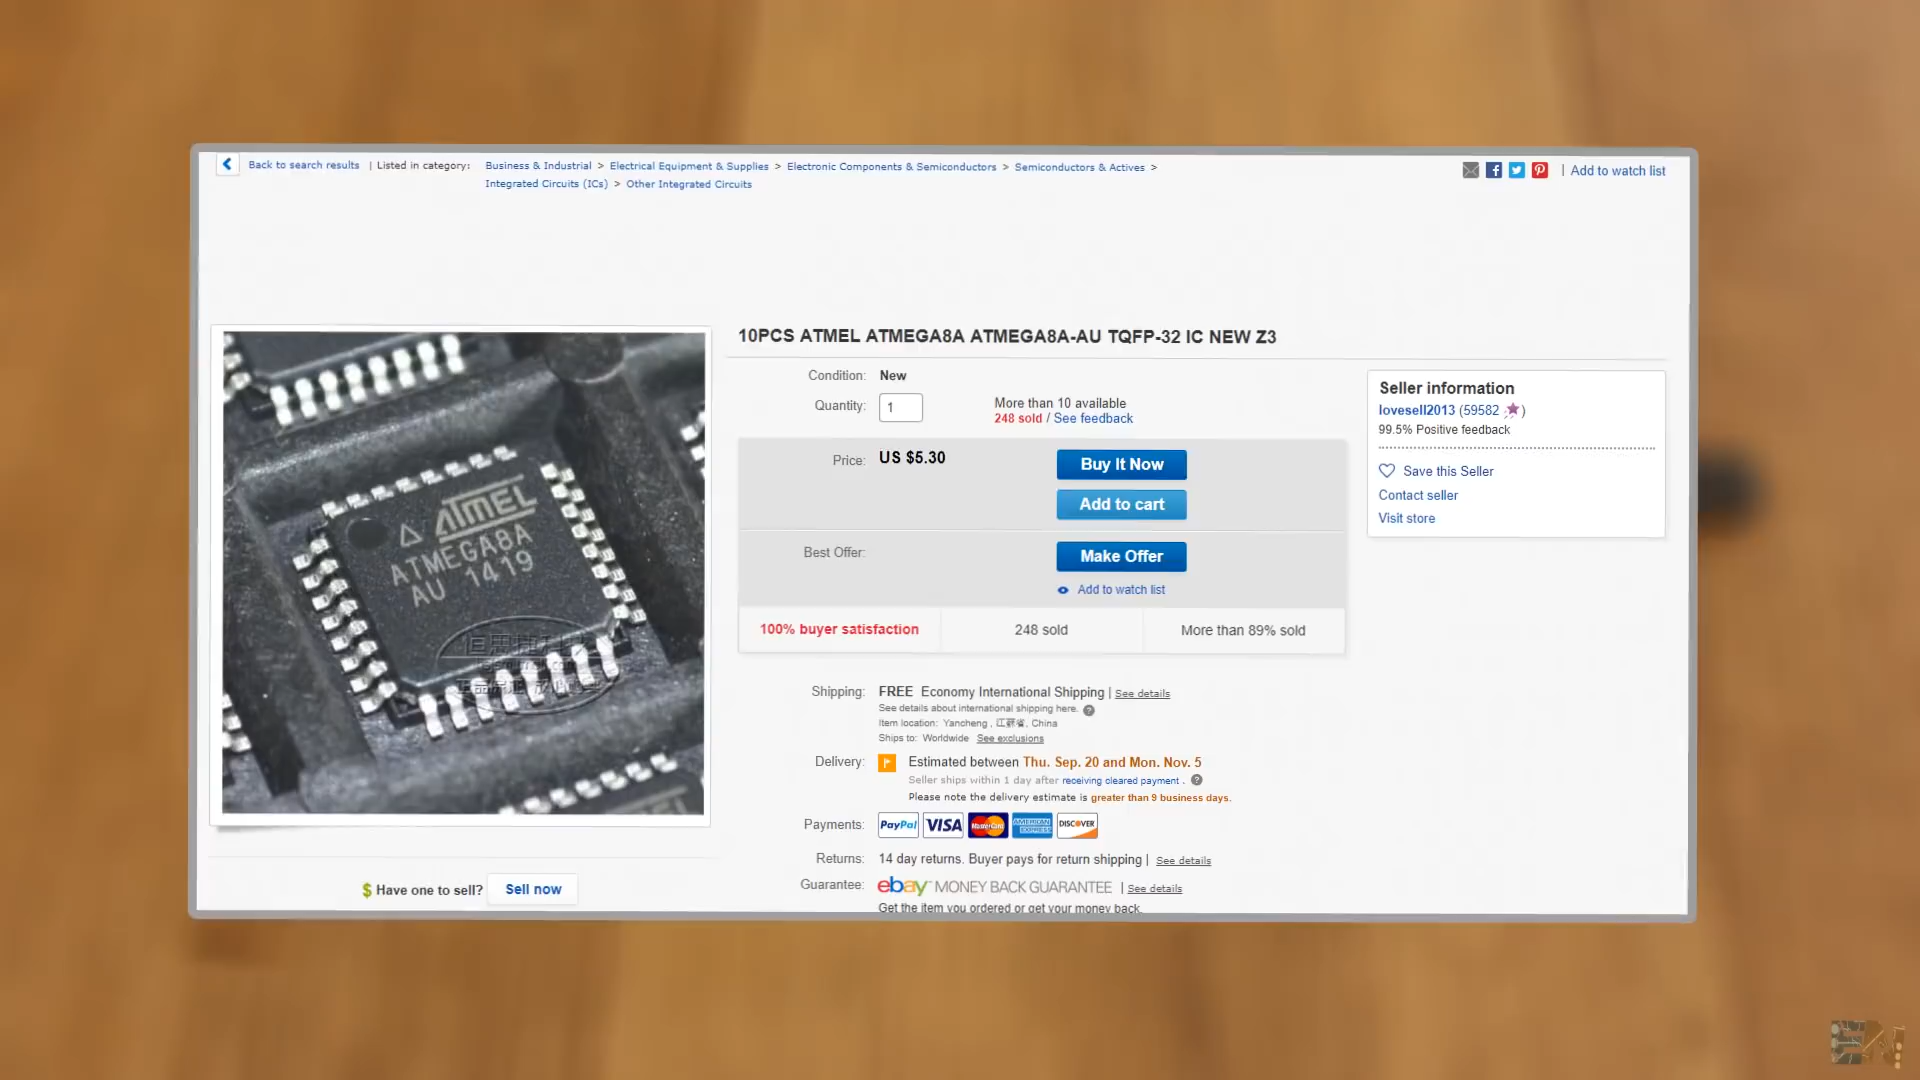 Back to search results | Listed in category: Business & Industrial > Electrical Equipment & Supplies > Electronic Components & Semiconductors > Semiconductors & Actives >
Integrated Circuits (ICs) > Other Integrated Circuits
| Add to watch list
10PCS ATMEL ATMEGA8A ATMEGA8A-AU TQFP-32 IC NEW Z3
Condition: New
Quantity: 1
More than 10 available
248 sold / See feedback
Price: US $5.30
Buy It Now
Add to cart
Best Offer:
Make Offer
Add to watch list
100% buyer satisfaction
248 sold
More than 89% sold
Shipping: FREE Economy International Shipping | See details
See details about international shipping here.
Item location: Yancheng , 江苏省, China
Ships to: Worldwide See exclusions
Delivery: Estimated between Thu. Sep. 20 and Mon. Nov. 5
Seller ships within 1 day after receiving cleared payment .
Please note the delivery estimate is greater than 9 business days.
Payments: PayPal VISA MasterCard AMERICAN EXPRESS DISCOVER
Returns: 14 day returns. Buyer pays for return shipping | See details
Guarantee: ebay MONEY BACK GUARANTEE | See details
Get the item you ordered or get your money back.
Seller information
lovesell2013 (59582)
99.5% Positive feedback
Save this Seller
Contact seller
Visit store
ATMEL
ATMEGA8A
AU 1419
$ Have one to sell? Sell now